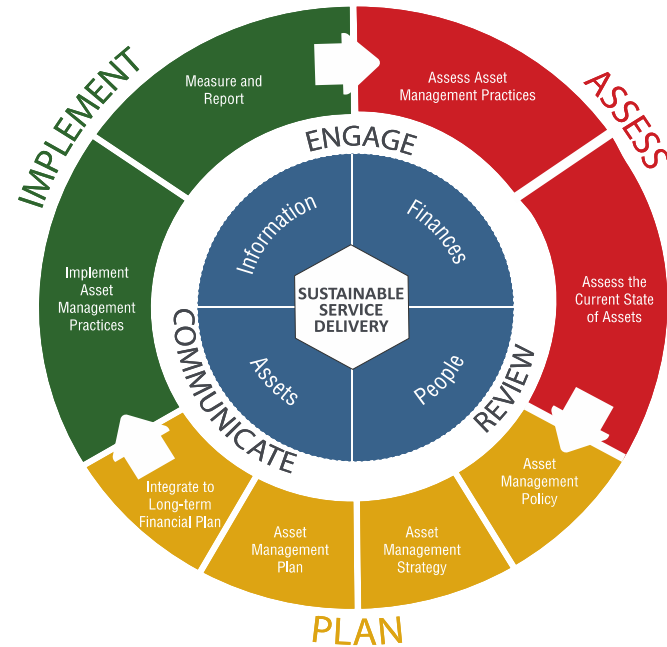 IMPLEMENT
Measure and
Report
Assess Asset
Management Practices
ASSESS
ENGAGE
Information
Finances
Implement
Asset
Management
Practices
SUSTAINABLE
SERVICE
DELIVERY
Assess the
Current State
of Assets
COMMUNICATE
Assets
People
REVIEW
Integrate to
Long-term
Financial Plan
Asset
Management
Plan
Asset
Management
Strategy
Asset
Management
Policy
PLAN